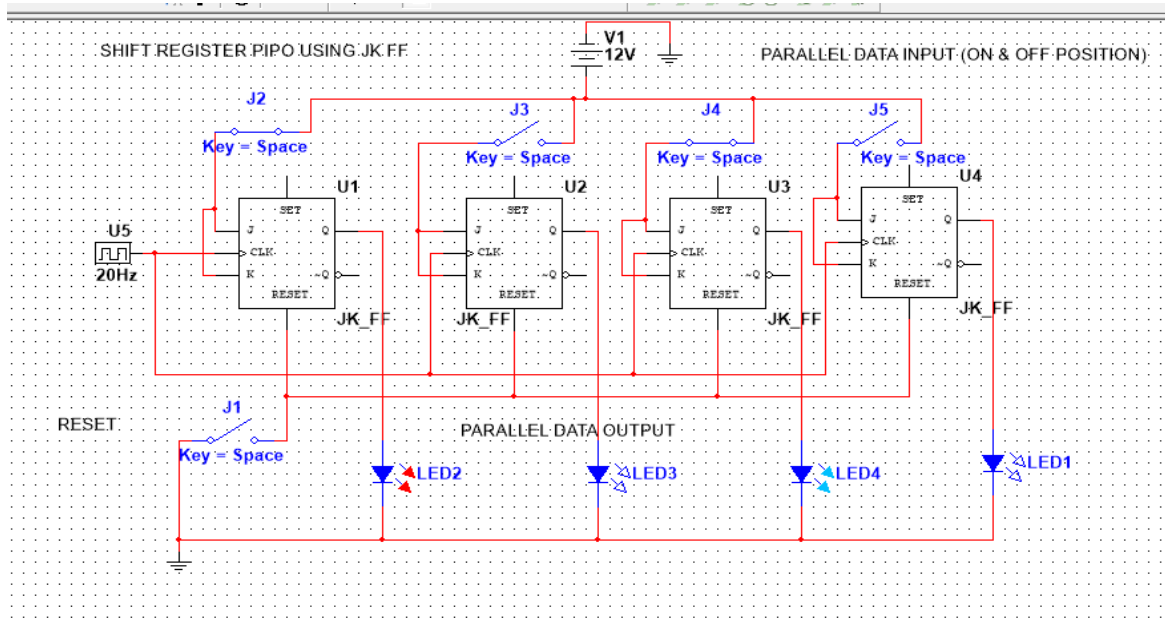 SHIFT REGISTER PIPO USING JK FF
V1
12V
PARALLEL DATA INPUT (ON & OFF POSITION)
J2
Key = Space
J3
Key = Space
J4
Key = Space
J5
Key = Space
U1
SET
J
Q
CLK
K
~Q
RESET
JK_FF
U2
SET
J
Q
CLK
K
~Q
RESET
JK_FF
U3
SET
J
Q
CLK
K
~Q
RESET
JK_FF
U4
SET
J
Q
CLK
K
~Q
RESET
JK_FF
U5
20Hz
RESET
J1
Key = Space
PARALLEL DATA OUTPUT
LED2
LED3
LED4
LED1